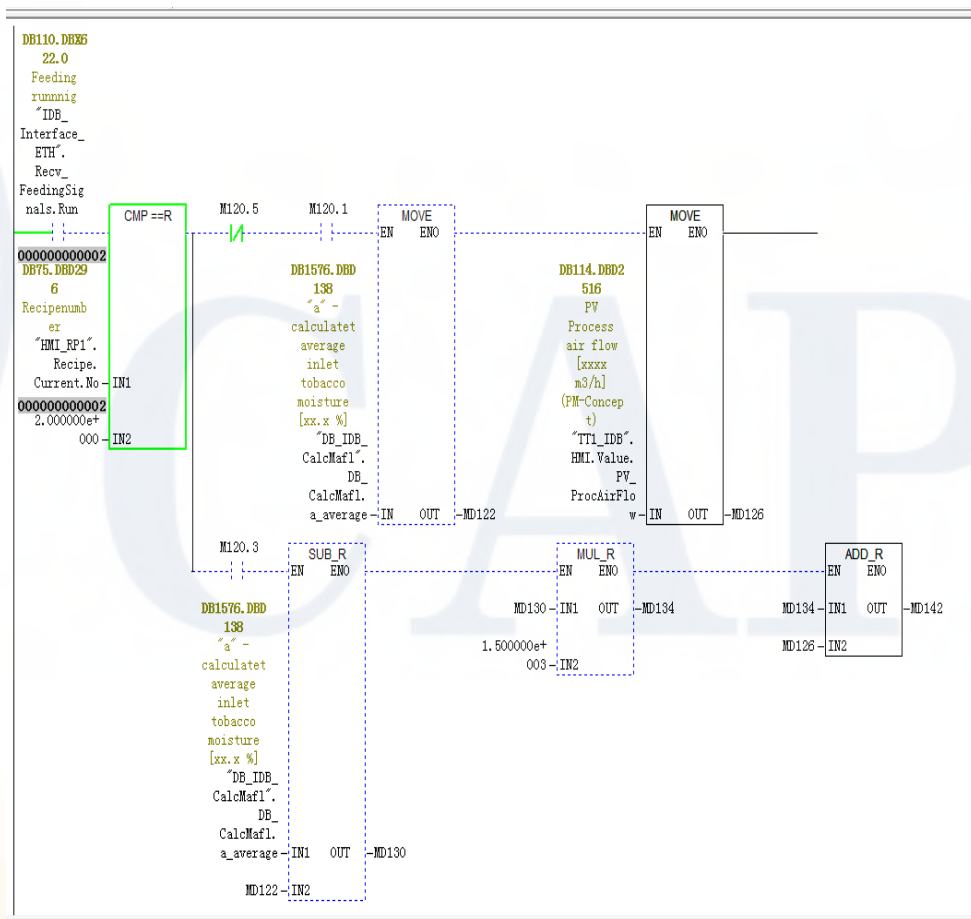 DB110.DBX6
22.0
Feeding
runnnig
"IDB_
Interface_
ETH".
Recv_
FeedingSig
nals.Run
000000000002
CMP ==R
DB75.DBD29
6
Recipenumb
er
"HMI_RP1".
Recipe.
Current.No
IN1
000000000002
2.000000e+
000
IN2
M120.5
M120.1
MOVE
EN ENO
DB1576.DBD
138
"a" -
calculatet
average
inlet
tobacco
moisture
[xx.x %]
"DB_IDB_
CalcMafl".
DB_
CalcMafl.
a_average
IN OUT
MD122
MOVE
EN ENO
DB114.DBD2
516
PV
Process
air flow
[xxxx
m3/h]
(PM-Concep
t)
"TT1_IDB".
HMI.Value.
PV_
ProcAirFlo
w
IN OUT
MD126
M120.3
SUB_R
EN ENO
DB1576.DBD
138
"a" -
calculatet
average
inlet
tobacco
moisture
[xx.x %]
"DB_IDB_
CalcMafl".
DB_
CalcMafl.
a_average
IN1 OUT
MD130
MD122
IN2
MUL_R
EN ENO
MD130
IN1 OUT
MD134
1.500000e+
003
IN2
ADD_R
EN ENO
MD134
IN1 OUT
MD142
MD126
IN2
CAP